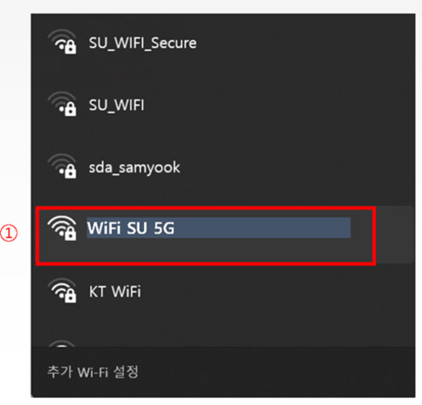 SU_WIFI_Secure
SU_WIFI
sda_samyook
① WiFi SU 5G
KT WiFi
추가 Wi-Fi 설정